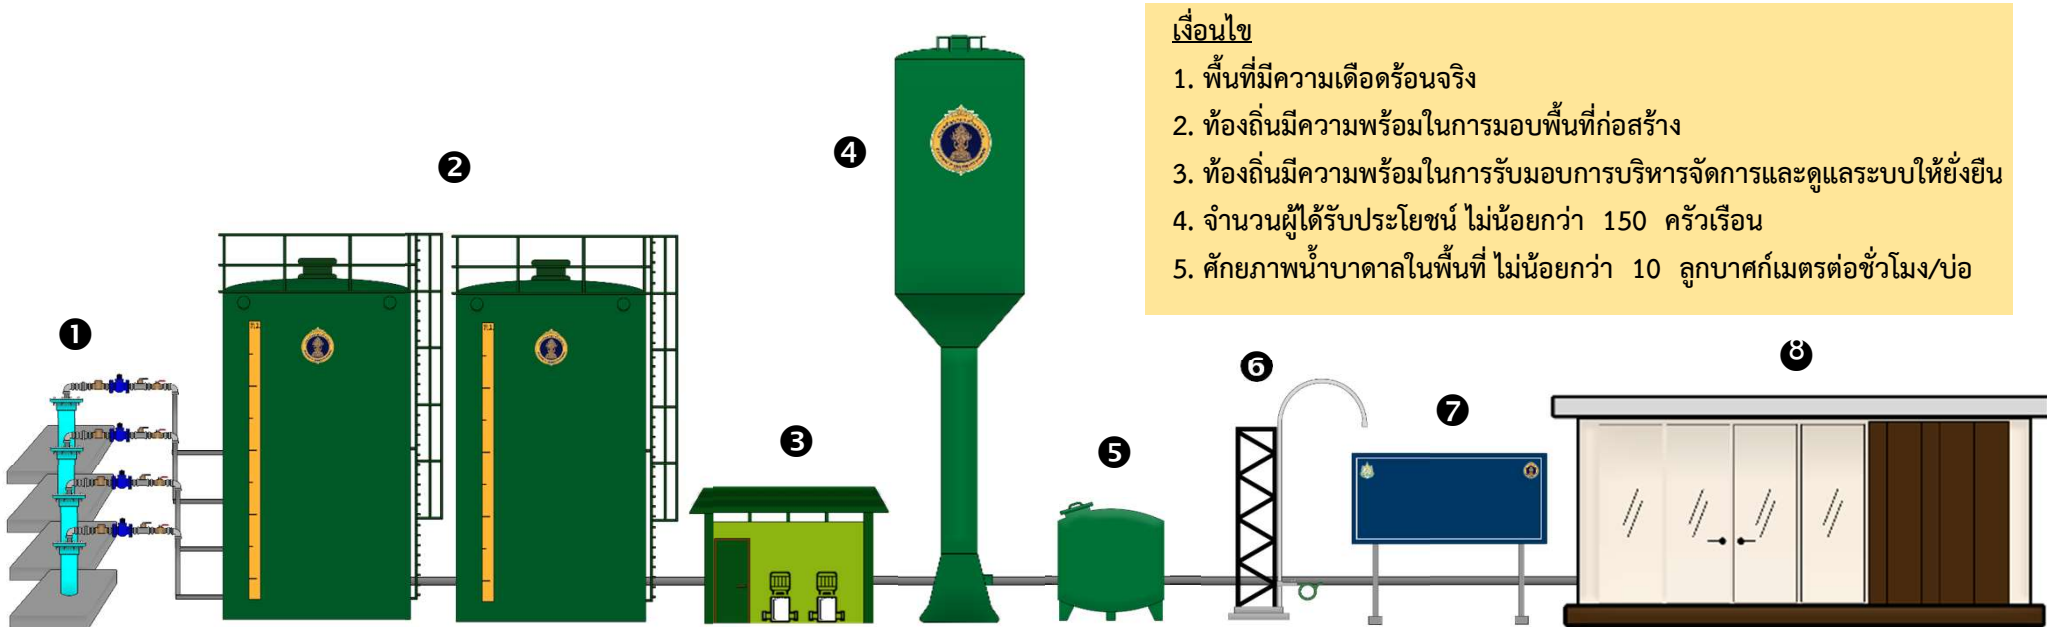 เงื่อนไข
1. พื้นที่มีความเดือดร้อนจริง
2. ท้องถิ่นมีความพร้อมในการมอบพื้นที่ก่อสร้าง
3. ท้องถิ่นมีความพร้อมในการรับมอบการบริหารจัดการและดูแลระบบให้ยั่งยืน
4. จำนวนผู้ได้รับประโยชน์ ไม่น้อยกว่า 150 ครัวเรือน
5. ศักยภาพน้ำบาดาลในพื้นที่ ไม่น้อยกว่า 10 ลูกบาศก์เมตรต่อชั่วโมง/บ่อ
❶
❷
❸
❹
❺
❻
❼
❽